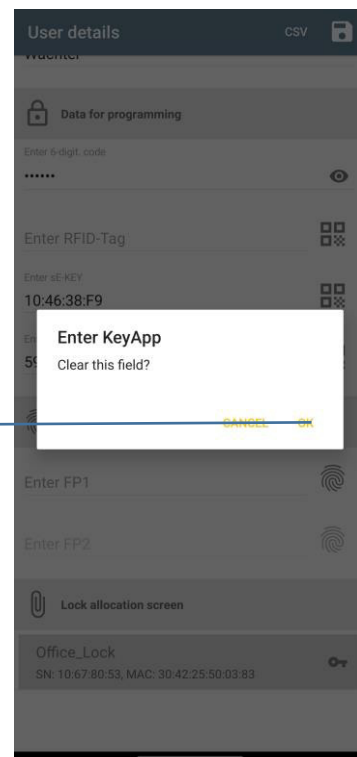 User details CSV
Wachter
Data for programming
Enter 6-digit. code
••••••
Enter RFID-Tag
Enter sE-KEY
10:46:38:F9
Enter KeyApp
Clear this field?
CANCEL OK
Enter FP1
Enter FP2
Lock allocation screen
Office_Lock
SN: 10:67:80:53, MAC: 30:42:25:50:03:83